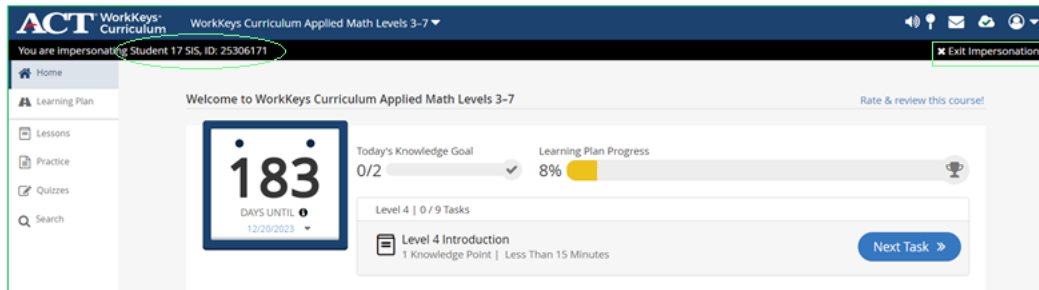 ACT WorkKeys® Curriculum WorkKeys Curriculum Applied Math Levels 3–7
You are impersonating Student 17 SIS, ID: 25306171 Exit Impersonation
Home
Learning Plan
Lessons
Practice
Quizzes
Search
Welcome to WorkKeys Curriculum Applied Math Levels 3–7 Rate & review this course!
183
DAYS UNTIL
12/20/2023
Today's Knowledge Goal
0/2
Learning Plan Progress
8%
Level 4 | 0 / 9 Tasks
Level 4 Introduction
1 Knowledge Point | Less Than 15 Minutes
Next Task »